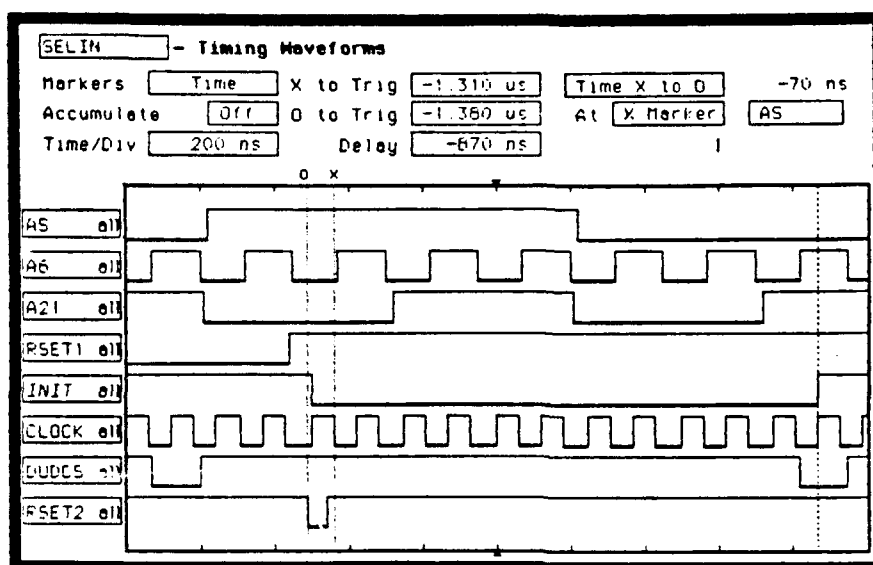 SELIN - Timing Waveforms
Markers Time X to Trig -1.310 us Time X to O -70 ns
Accumulate Off O to Trig -1.380 us At X Marker AS
Time/Div 200 ns Delay -870 ns
O X
AS all
A6 all
A21 all
RSET1 all
INIT all
CLOCK all
all
RSET2 all